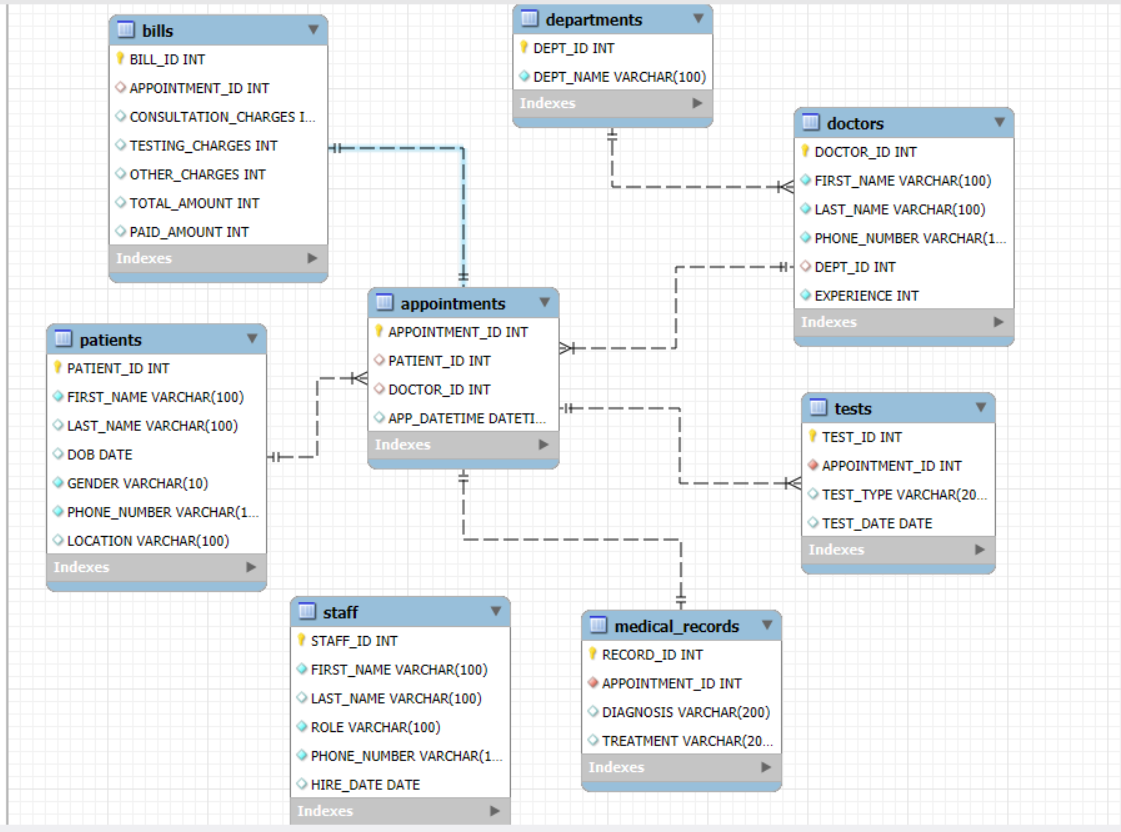 bills
BILL_ID INT
APPOINTMENT_ID INT
CONSULTATION_CHARGES I...
TESTING_CHARGES INT
OTHER_CHARGES INT
TOTAL_AMOUNT INT
PAID_AMOUNT INT
Indexes
departments
DEPT_ID INT
DEPT_NAME VARCHAR(100)
Indexes
doctors
DOCTOR_ID INT
FIRST_NAME VARCHAR(100)
LAST_NAME VARCHAR(100)
PHONE_NUMBER VARCHAR(1...
DEPT_ID INT
EXPERIENCE INT
Indexes
appointments
APPOINTMENT_ID INT
PATIENT_ID INT
DOCTOR_ID INT
APP_DATETIME DATETI...
Indexes
patients
PATIENT_ID INT
FIRST_NAME VARCHAR(100)
LAST_NAME VARCHAR(100)
DOB DATE
GENDER VARCHAR(10)
PHONE_NUMBER VARCHAR(1...
LOCATION VARCHAR(100)
Indexes
tests
TEST_ID INT
APPOINTMENT_ID INT
TEST_TYPE VARCHAR(20...
TEST_DATE DATE
Indexes
staff
STAFF_ID INT
FIRST_NAME VARCHAR(100)
LAST_NAME VARCHAR(100)
ROLE VARCHAR(100)
PHONE_NUMBER VARCHAR(1...
HIRE_DATE DATE
Indexes
medical_records
RECORD_ID INT
APPOINTMENT_ID INT
DIAGNOSIS VARCHAR(200)
TREATMENT VARCHAR(20...
Indexes